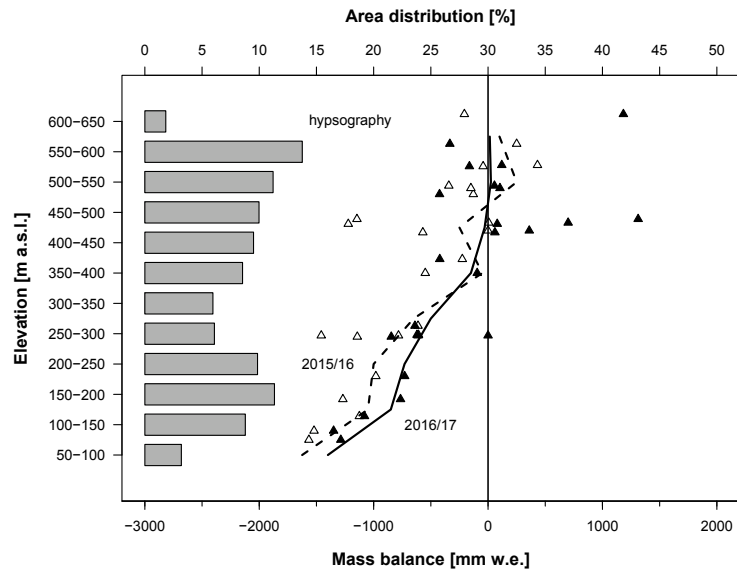 Area distribution [%]
0 5 10 15 20 25 30 35 40 45 50
Elevation [m a.s.l.]
600−650
hypsography
550−600
500−550
450−500
400−450
350−400
300−350
250−300
200−250
2015/16
150−200
100−150
2016/17
50−100
−3000 −2000 −1000 0 1000 2000
Mass balance [mm w.e.]